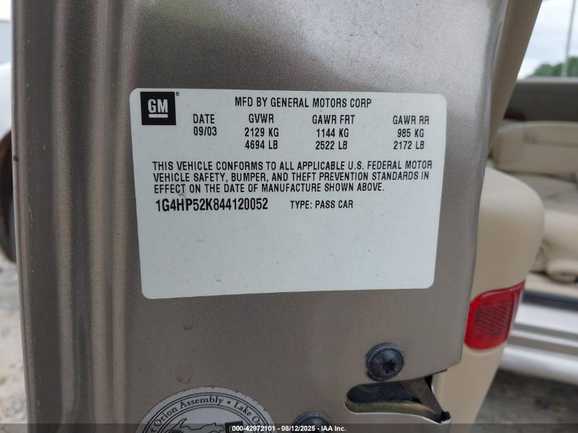 GM
MFD BY GENERAL MOTORS CORP
DATE GVWR GAWR FRT GAWR RR
09/03 2129 KG 1144 KG 985 KG
4694 LB 2522 LB 2172 LB
THIS VEHICLE CONFORMS TO ALL APPLICABLE U.S. FEDERAL MOTOR
VEHICLE SAFETY, BUMPER, AND THEFT PREVENTION STANDARDS IN
EFFECT ON THE DATE OF MANUFACTURE SHOWN ABOVE.
1G4HP52K844120052 TYPE: PASS CAR
Orion Assembly • Lake
000-42972101 - 08/12/2025 - IAAI